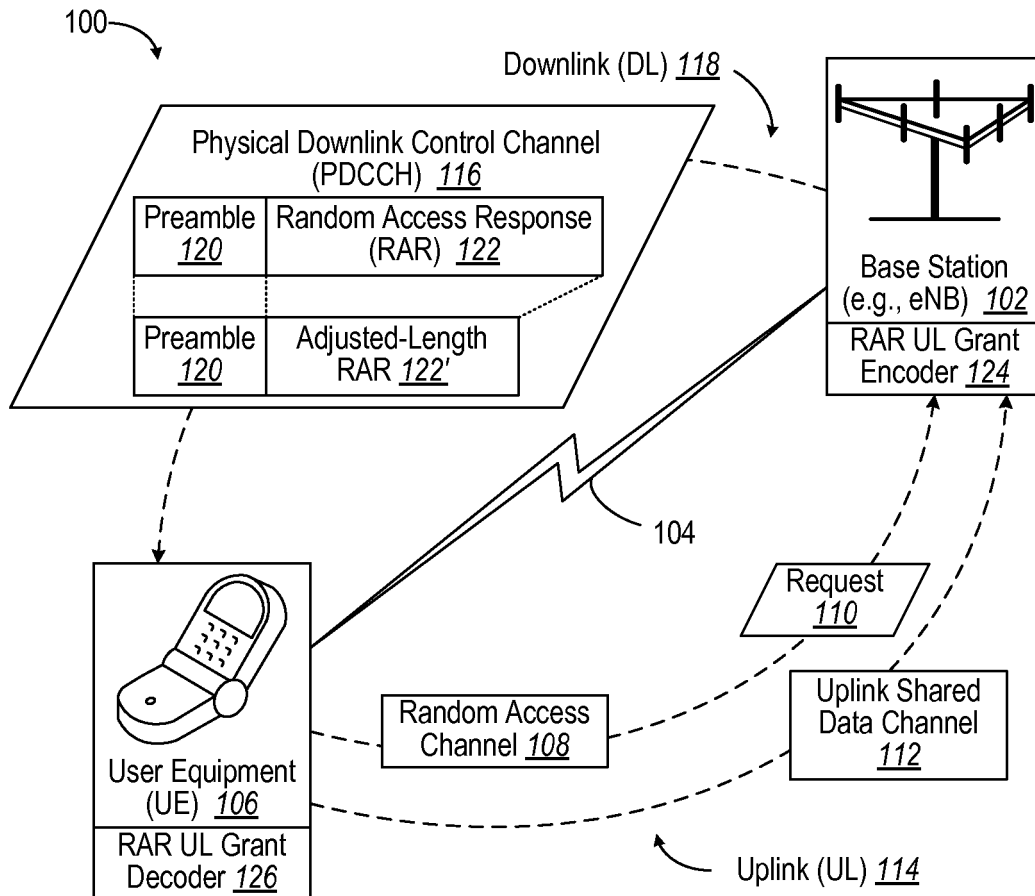 100
Downlink (DL) 118
Physical Downlink Control Channel
(PDCCH) 116
Preamble
120
Random Access Response
(RAR) 122
Preamble
120
Adjusted-Length
RAR 122'
Base Station
(e.g., eNB) 102
RAR UL Grant
Encoder 124
104
Request
110
Random Access
Channel 108
Uplink Shared
Data Channel
112
User Equipment
(UE) 106
RAR UL Grant
Decoder 126
Uplink (UL) 114